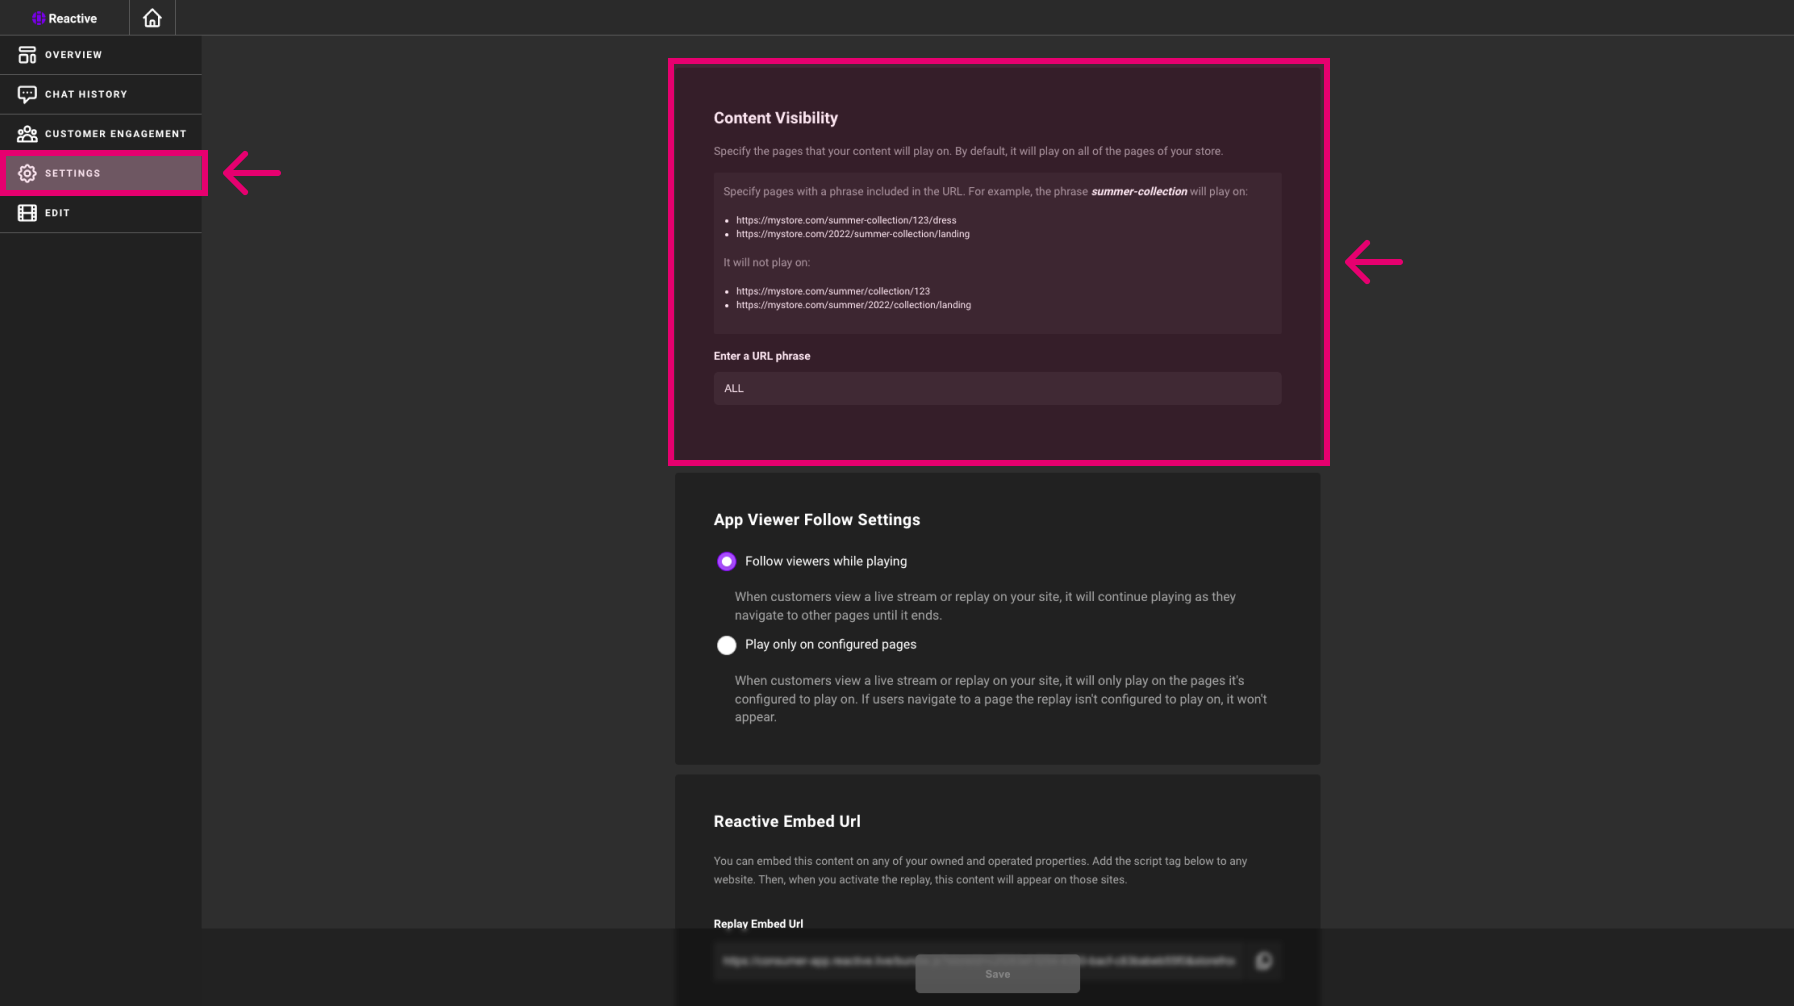 Reactive
OVERVIEW
CHAT HISTORY
CUSTOMER ENGAGEMENT
SETTINGS
EDIT
Content Visibility
Specify the pages that your content will play on. By default, it will play on all of the pages of your store.
Specify pages with a phrase included in the URL. For example, the phrase summer-collection will play on:
• https://mystore.com/summer-collection/123/dress
• https://mystore.com/2022/summer-collection/landing
It will not play on:
• https://mystore.com/summer/collection/123
• https://mystore.com/summer/2022/collection/landing
Enter a URL phrase
ALL
App Viewer Follow Settings
Follow viewers while playing
When customers view a live stream or replay on your site, it will continue playing as they
navigate to other pages until it ends.
Play only on configured pages
When customers view a live stream or replay on your site, it will only play on the pages it's
configured to play on. If users navigate to a page the replay isn't configured to play on, it won't
appear.
Reactive Embed Url
You can embed this content on any of your owned and operated properties. Add the script tag below to any
website. Then, when you activate the replay, this content will appear on those sites.
Replay Embed Url
Save